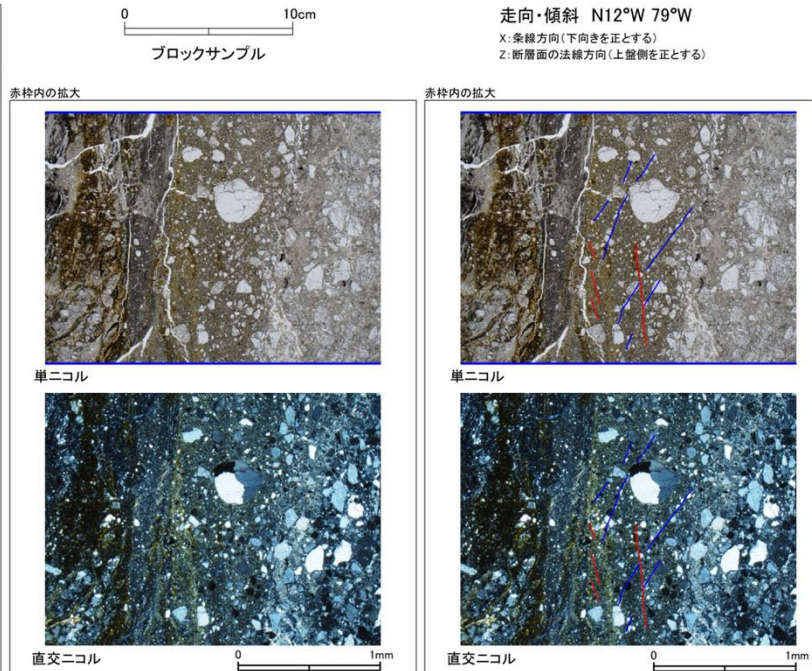 0 10cm
ブロックサンプル
走向・傾斜 N12°W 79°W
X:条線方向(下向きを正とする)
Z:断層面の法線方向(上盤側を正とする)
赤枠内の拡大
赤枠内の拡大
単ニコル
単ニコル
直交ニコル
0 1mm
直交ニコル
0 1mm